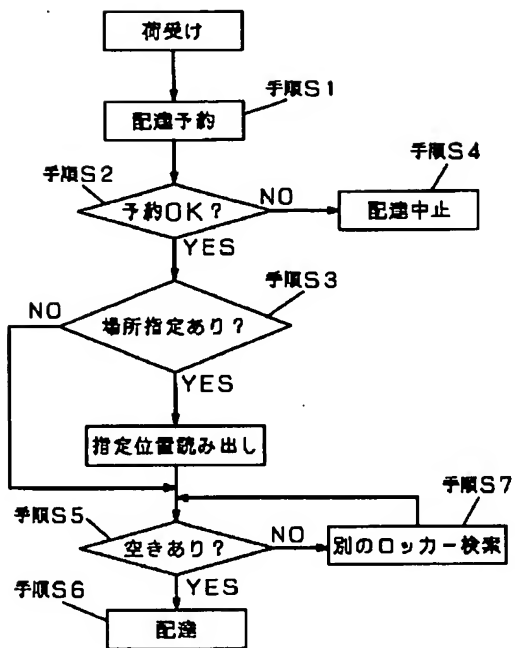 荷受け
手順S1
配達予約
手順S2
手順S4
予約OK?
NO
配達中止
YES
手順S3
NO
場所指定あり?
YES
指定位置読み出し
手順S7
手順S5
空きあり?
NO
別のロッカー検索
YES
手順S6
配達